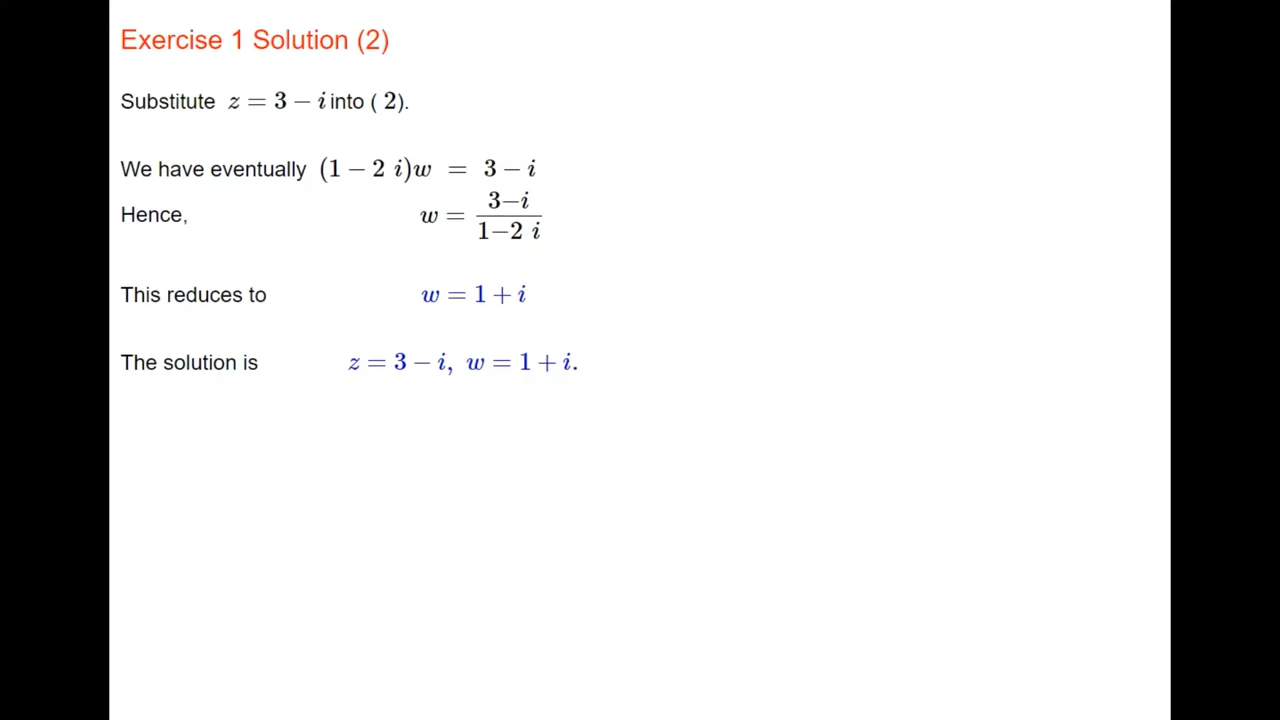 Exercise 1 Solution (2)
Substitute z = 3 − i into ( 2).
We have eventually (1 − 2 i)w = 3 − i
Hence, w = \frac{3−i}{1−2 i}
This reduces to w = 1 + i
The solution is z = 3 − i, w = 1 + i.